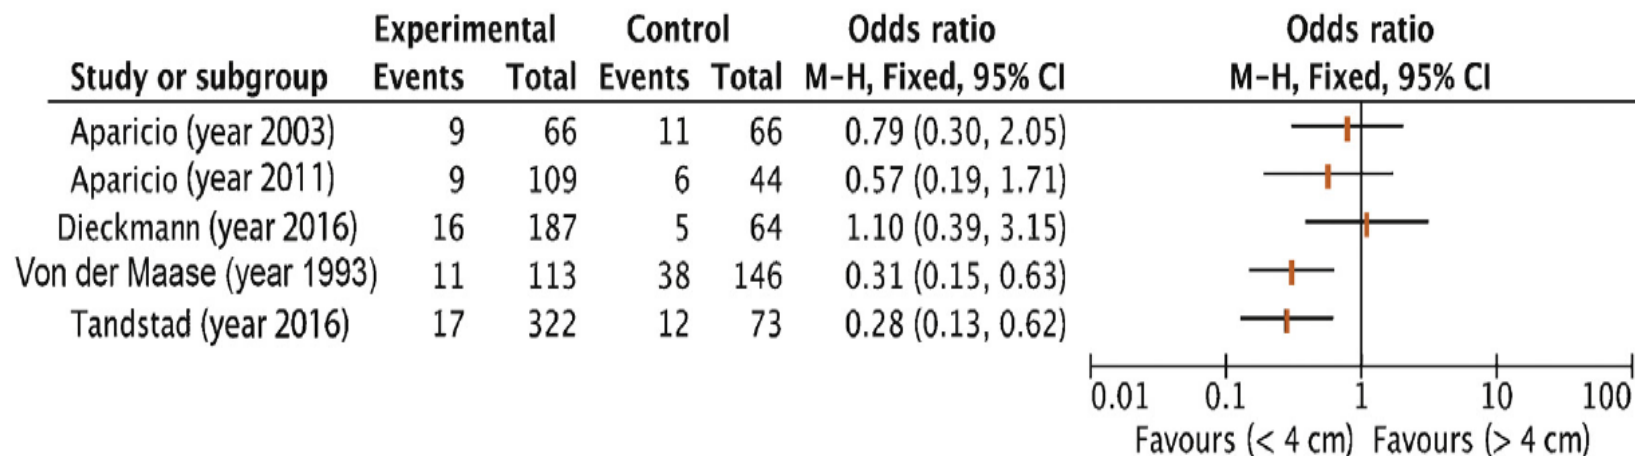 Experimental Control Odds ratio Odds ratio
Study or subgroup Events Total Events Total M-H, Fixed, 95% CI M-H, Fixed, 95% CI
Aparicio (year 2003) 9 66 11 66 0.79 (0.30, 2.05)
Aparicio (year 2011) 9 109 6 44 0.57 (0.19, 1.71)
Dieckmann (year 2016) 16 187 5 64 1.10 (0.39, 3.15)
Von der Maase (year 1993) 11 113 38 146 0.31 (0.15, 0.63)
Tandstad (year 2016) 17 322 12 73 0.28 (0.13, 0.62)
0.01 0.1 1 10 100
Favours (< 4 cm) Favours (> 4 cm)